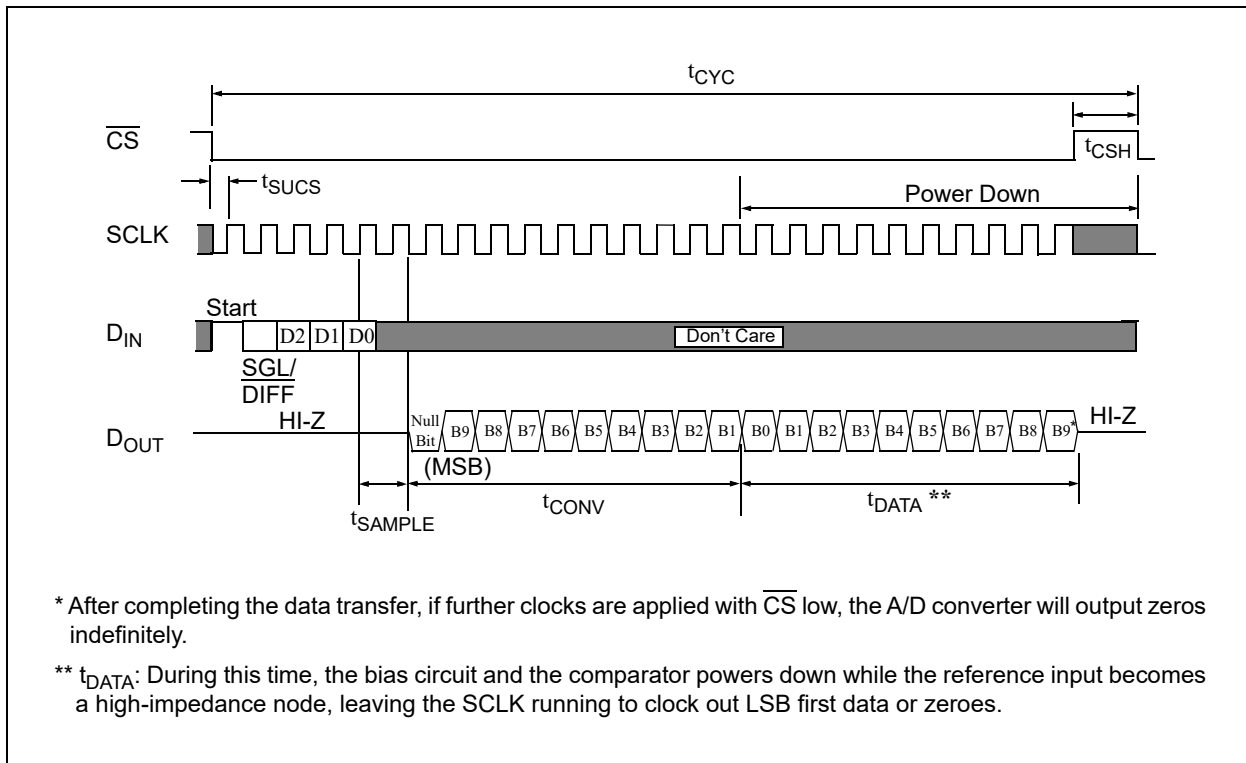 tCYC
CS
tCSH
tSUCS
Power Down
SCLK
Start
DIN
D2 D1 D0
Don't Care
SGL/
DIFF
HI-Z
DOUT
Null
Bit
B9 B8 B7 B6 B5 B4 B3 B2 B1 B0 B1 B2 B3 B4 B5 B6 B7 B8 B9*
HI-Z
(MSB)
tSAMPLE
tCONV
tDATA **
* After completing the data transfer, if further clocks are applied with CS low, the A/D converter will output zeros
indefinitely.
** tDATA: During this time, the bias circuit and the comparator powers down while the reference input becomes
a high-impedance node, leaving the SCLK running to clock out LSB first data or zeroes.